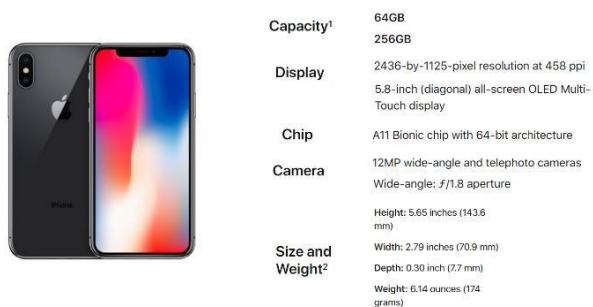 Capacity¹
64GB
256GB
Display
2436-by-1125-pixel resolution at 458 ppi
5.8-inch (diagonal) all-screen OLED Multi-
Touch display
Chip
A11 Bionic chip with 64-bit architecture
Camera
12MP wide-angle and telephoto cameras
Wide-angle: ƒ/1.8 aperture
Size and
Weight²
Height: 5.65 inches (143.6
mm)
Width: 2.79 inches (70.9 mm)
Depth: 0.30 inch (7.7 mm)
Weight: 6.14 ounces (174
grams)
iPhone